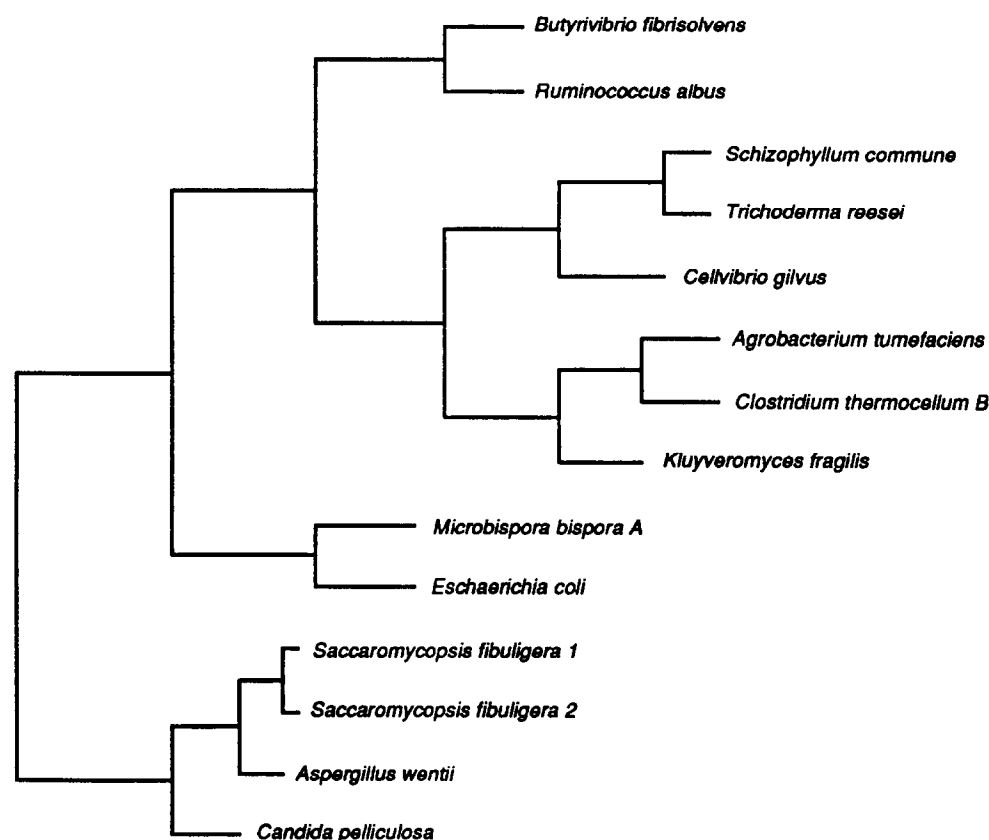 Butyrivibrio fibrisolvens
Ruminococcus albus
Schizophyllum commune
Trichoderma reesei
Cellvibrio gilvus
Agrobacterium tumefaciens
Clostridium thermocellum B
Kluyveromyces fragilis
Microbispora bispora A
Eschaerichia coli
Saccaromycopsis fibuligera 1
Saccaromycopsis fibuligera 2
Aspergillus wentii
Candida pelliculosa